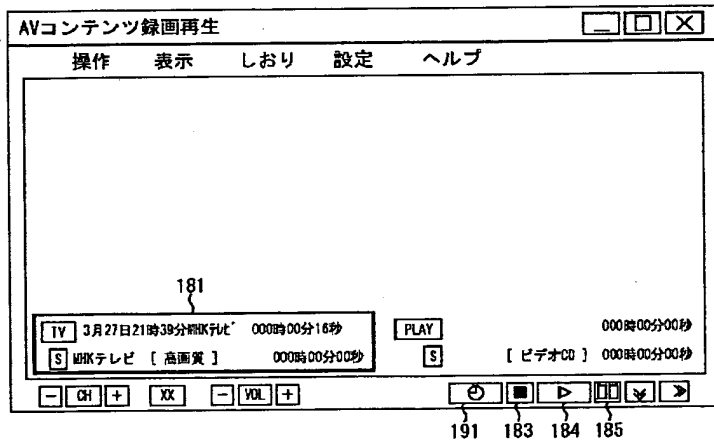 AVコンテンツ録画再生
操作 表示 しおり 設定 ヘルプ
181
TV 3月27日21時39分MHKテレビ 000時00分16秒 PLAY 000時00分00秒
S MHKテレビ [ 高画質 ] 000時00分00秒 S [ ビデオCD ] 000時00分00秒
− CH + XX − VOL +
191 183 184 185